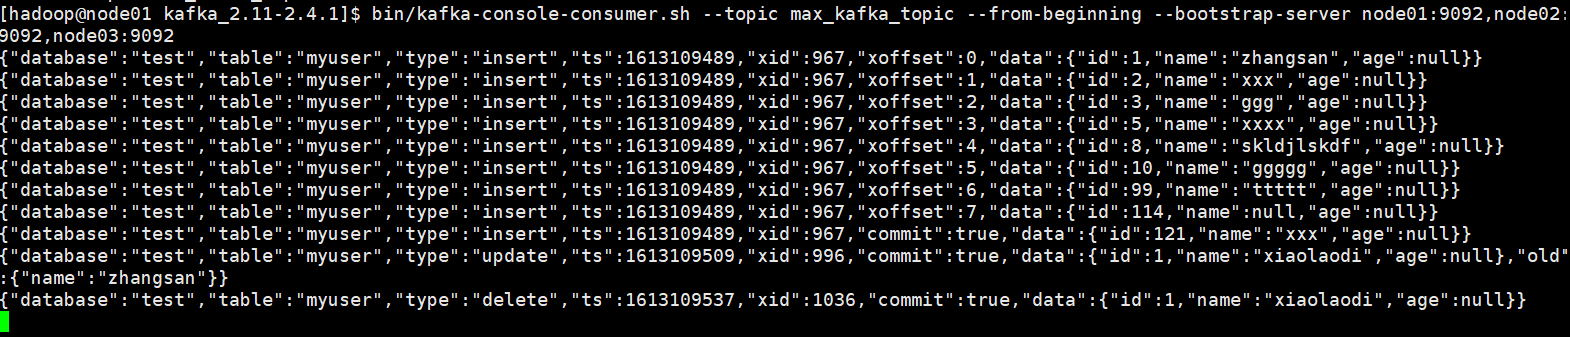 [hadoop@node01 kafka_2.11-2.4.1]$ bin/kafka-console-consumer.sh --topic max_kafka_topic --from-beginning --bootstrap-server node01:9092,node02:
9092,node03:9092
{"database":"test","table":"myuser","type":"insert","ts":1613109489,"xid":967,"xoffset":0,"data":{"id":1,"name":"zhangsan","age":null}}
{"database":"test","table":"myuser","type":"insert","ts":1613109489,"xid":967,"xoffset":1,"data":{"id":2,"name":"xxx","age":null}}
{"database":"test","table":"myuser","type":"insert","ts":1613109489,"xid":967,"xoffset":2,"data":{"id":3,"name":"ggg","age":null}}
{"database":"test","table":"myuser","type":"insert","ts":1613109489,"xid":967,"xoffset":3,"data":{"id":5,"name":"xxxx","age":null}}
{"database":"test","table":"myuser","type":"insert","ts":1613109489,"xid":967,"xoffset":4,"data":{"id":8,"name":"skldjlskdf","age":null}}
{"database":"test","table":"myuser","type":"insert","ts":1613109489,"xid":967,"xoffset":5,"data":{"id":10,"name":"ggggg","age":null}}
{"database":"test","table":"myuser","type":"insert","ts":1613109489,"xid":967,"xoffset":6,"data":{"id":99,"name":"ttttt","age":null}}
{"database":"test","table":"myuser","type":"insert","ts":1613109489,"xid":967,"xoffset":7,"data":{"id":114,"name":null,"age":null}}
{"database":"test","table":"myuser","type":"insert","ts":1613109489,"xid":967,"commit":true,"data":{"id":121,"name":"xxx","age":null}}
{"database":"test","table":"myuser","type":"update","ts":1613109509,"xid":996,"commit":true,"data":{"id":1,"name":"xiaolaodi","age":null},"old"
:{"name":"zhangsan"}}
{"database":"test","table":"myuser","type":"delete","ts":1613109537,"xid":1036,"commit":true,"data":{"id":1,"name":"xiaolaodi","age":null}}